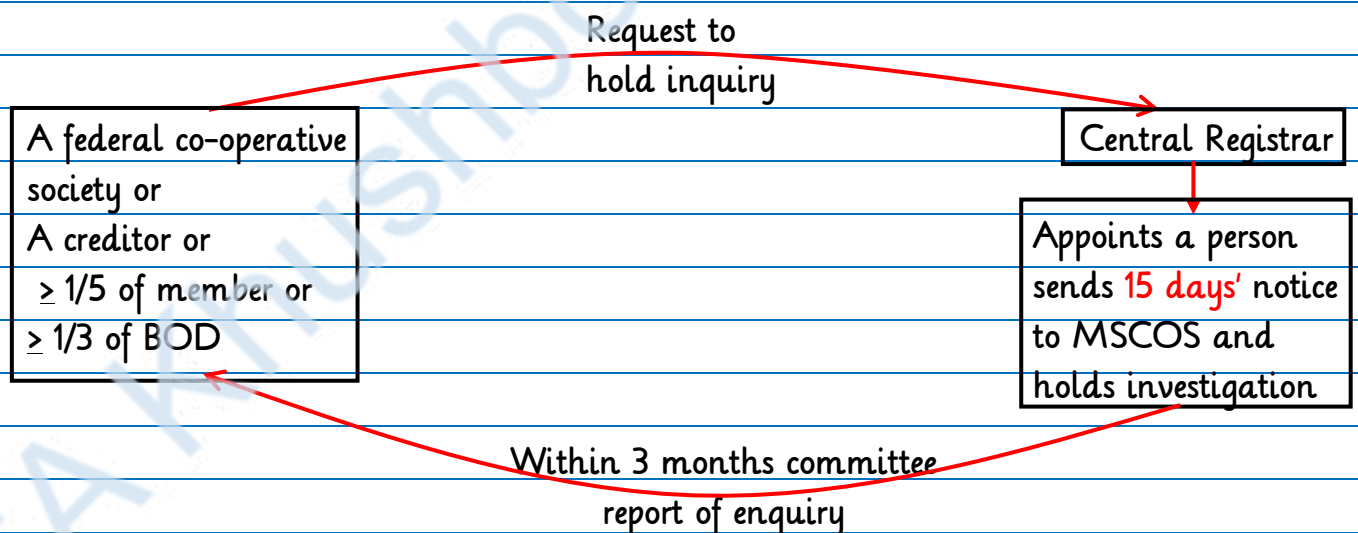 Request to
hold inquiry
A federal co-operative
society or
A creditor or
≥ 1/5 of member or
≥ 1/3 of BOD
Central Registrar
Appoints a person
sends 15 days' notice
to MSCOS and
holds investigation
Within 3 months committee
report of enquiry
A Khushbu